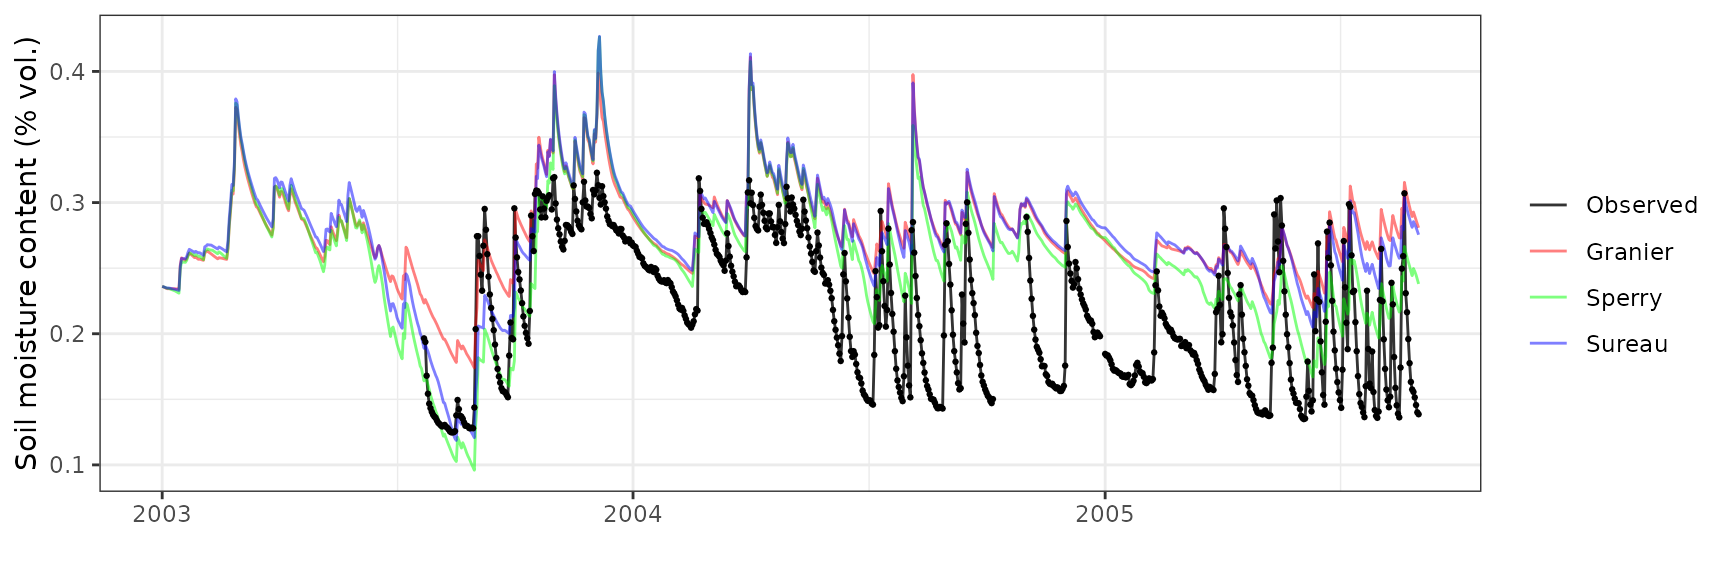 Soil moisture content (% vol.)
0.4
0.3
0.2
0.1
2003
2004
2005
Observed
Granier
Sperry
Sureau